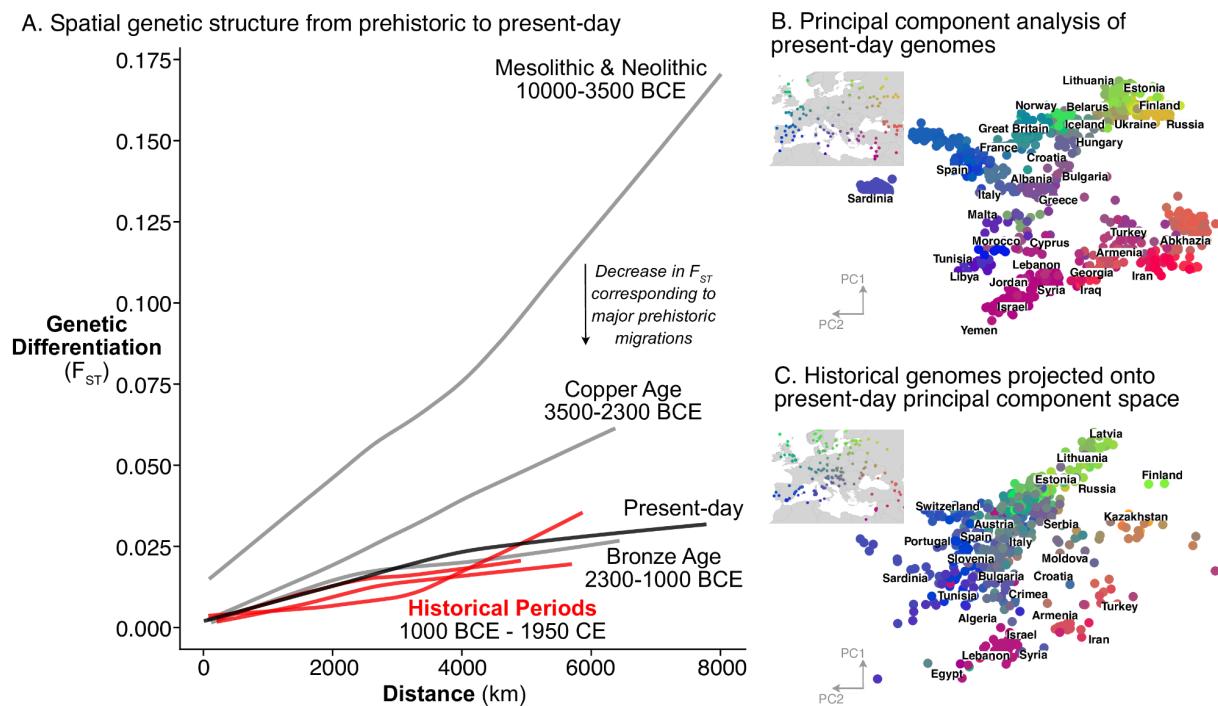 A. Spatial genetic structure from prehistoric to present-day
0.175
0.150
0.125
0.100
0.075
0.050
0.025
0.000
Genetic
Differentiation
(FST)
Mesolithic & Neolithic
10000-3500 BCE
Decrease in FST
corresponding to
major prehistoric
migrations
Copper Age
3500-2300 BCE
Present-day
Bronze Age
2300-1000 BCE
Historical Periods
1000 BCE - 1950 CE
0
2000
4000
6000
8000
Distance (km)
B. Principal component analysis of
present-day genomes
Lithuania
Estonia
Norway
Belarus
Finland
Great Britain
Iceland
Ukraine
Russia
France
Hungary
Croatia
Spain
Albania
Bulgaria
Italy
Sardinia
Greece
Malta
Turkey
Morocco
Cyprus
Abkhazia
Tunisia
Lebanon
Armenia
Libya
Georgia
Iran
Jordan
Syria
Iraq
Israel
Yemen
PC1
PC2
C. Historical genomes projected onto
present-day principal component space
Latvia
Lithuania
Finland
Estonia
Russia
Switzerland
Kazakhstan
Austria
Serbia
Spain
Portugal
Italy
Slovenia
Moldova
Sardinia
Bulgaria
Croatia
Tunisia
Crimea
Turkey
Algeria
Armenia
Israel
Iran
Lebanon
Syria
Egypt
PC1
PC2